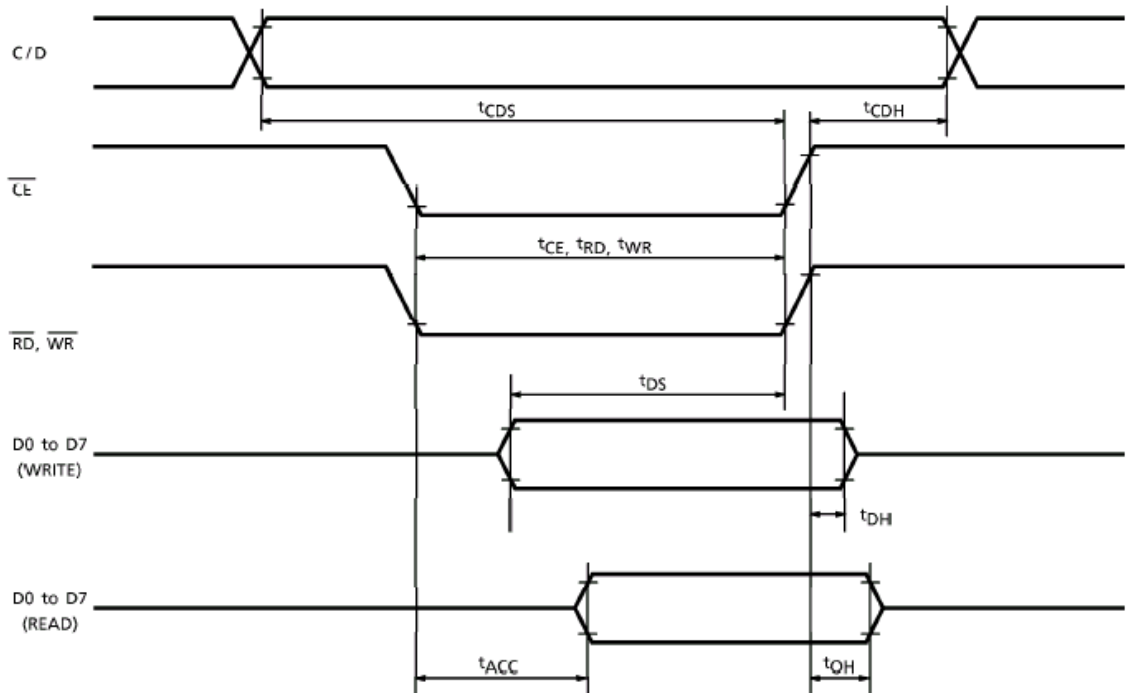 C/D
tCDS
tCDH
CE
tCE, tRD, tWR
RD, WR
tDS
D0 to D7
(WRITE)
tDH
D0 to D7
(READ)
tACC
tOH